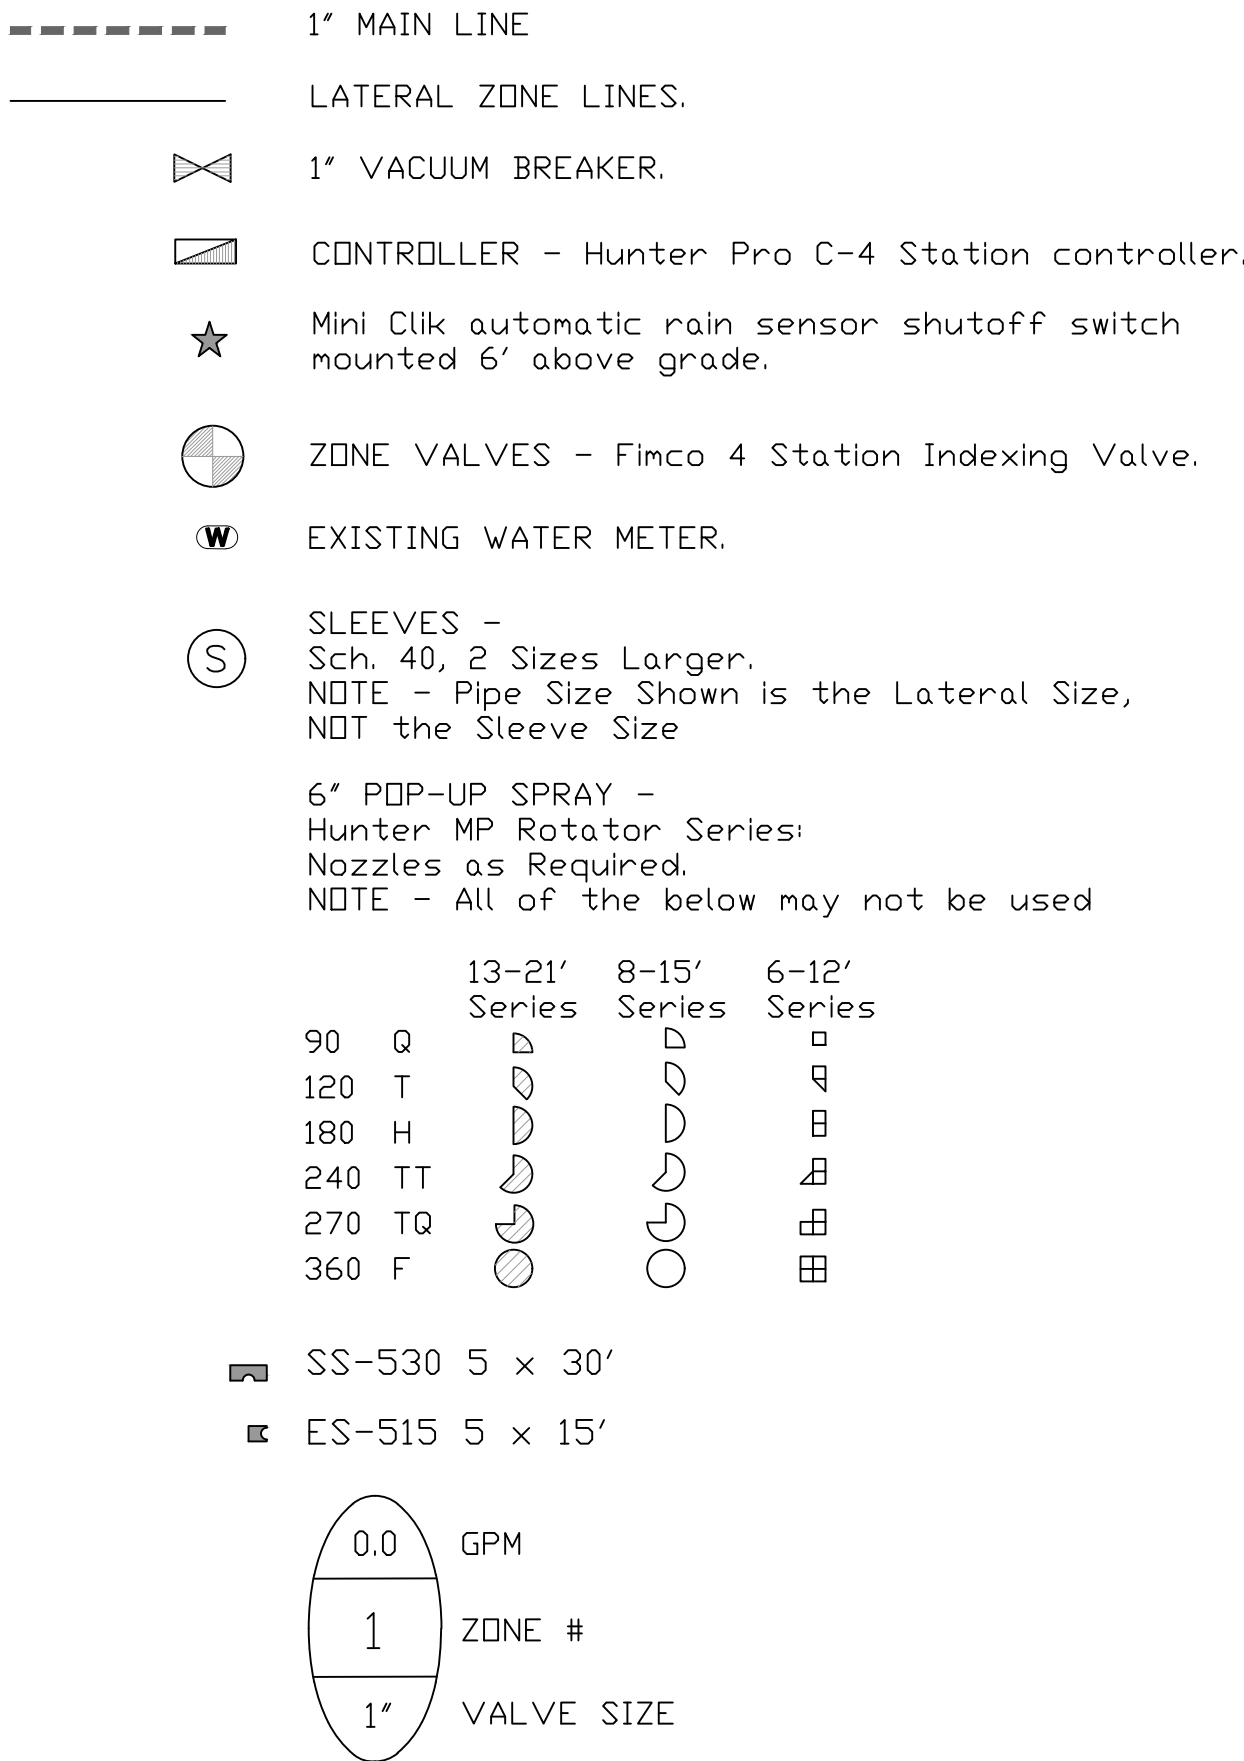 1″ MAIN LINE
LATERAL ZONE LINES.
1″ VACUUM BREAKER.
CONTROLLER - Hunter Pro C-4 Station controller.
Mini Clik automatic rain sensor shutoff switch
mounted 6′ above grade.
ZONE VALVES - Fimco 4 Station Indexing Valve.
W EXISTING WATER METER.
SLEEVES -
S Sch. 40, 2 Sizes Larger.
NOTE - Pipe Size Shown is the Lateral Size,
NOT the Sleeve Size
6″ POP-UP SPRAY -
Hunter MP Rotator Series:
Nozzles as Required.
NOTE - All of the below may not be used
13-21′ 8-15′ 6-12′
Series Series Series
90 Q
120 T
180 H
240 TT
270 TQ
360 F
SS-530 5 x 30′
ES-515 5 x 15′
0.0 GPM
1 ZONE #
1″ VALVE SIZE